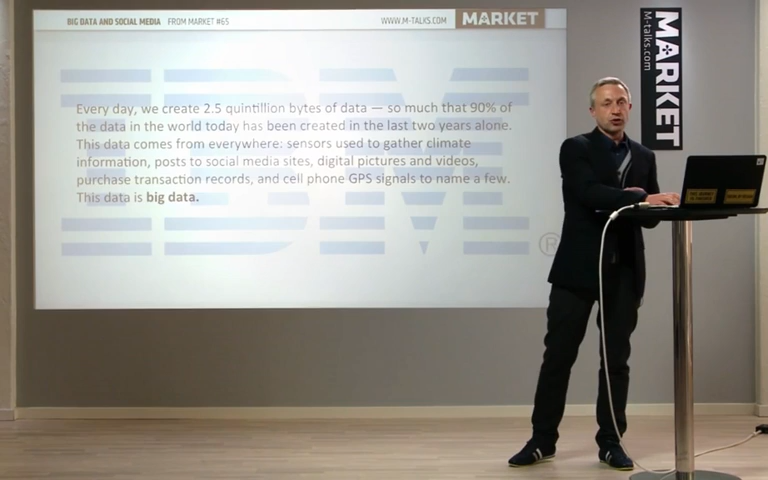 BIG DATA AND SOCIAL MEDIA FROM MARKET #65 WWW.M-TALKS.COM MARKET
Every day, we create 2.5 quintillion bytes of data — so much that 90% of
the data in the world today has been created in the last two years alone.
This data comes from everywhere: sensors used to gather climate
information, posts to social media sites, digital pictures and videos,
purchase transaction records, and cell phone GPS signals to name a few.
This data is big data.
IBM®
MARKET
M-talks.com